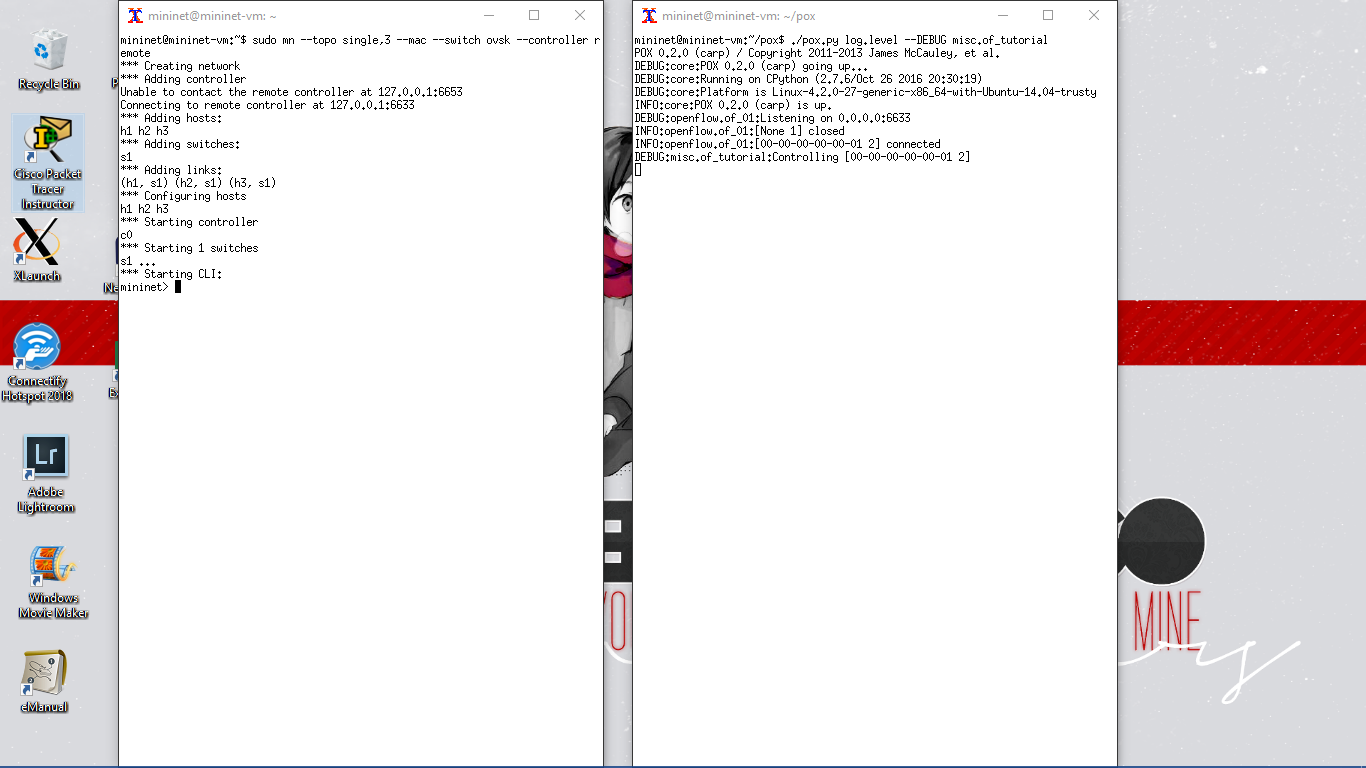 Recycle Bin
Cisco Packet
Tracer
Instructor
XLaunch
Connectify
Hotspot 2018
Lr
Adobe
Lightroom
Windows
Movie Maker
eManual
mininet@mininet-vm: ~
mininet@mininet-vm:~$ sudo mn --topo single,3 --mac --switch ovsk --controller r
emote
*** Creating network
*** Adding controller
Unable to contact the remote controller at 127.0.0.1:6653
Connecting to remote controller at 127.0.0.1:6633
*** Adding hosts:
h1 h2 h3
*** Adding switches:
s1
*** Adding links:
(h1, s1) (h2, s1) (h3, s1)
*** Configuring hosts
h1 h2 h3
*** Starting controller
c0
*** Starting 1 switches
s1 ...
*** Starting CLI:
mininet>
mininet@mininet-vm: ~/pox
mininet@mininet-vm:~/pox$ ./pox.py log.level --DEBUG misc.of_tutorial
POX 0.2.0 (carp) / Copyright 2011-2013 James McCauley, et al.
DEBUG:core:POX 0.2.0 (carp) going up...
DEBUG:core:Running on CPython (2.7.6/Oct 26 2016 20:30:19)
DEBUG:core:Platform is Linux-4.2.0-27-generic-x86_64-with-Ubuntu-14.04-trusty
INFO:core:POX 0.2.0 (carp) is up.
DEBUG:openflow.of_01:Listening on 0.0.0.0:6633
INFO:openflow.of_01:[None 1] closed
INFO:openflow.of_01:[00-00-00-00-00-01 2] connected
DEBUG:misc.of_tutorial:Controlling [00-00-00-00-00-01 2]
MINE